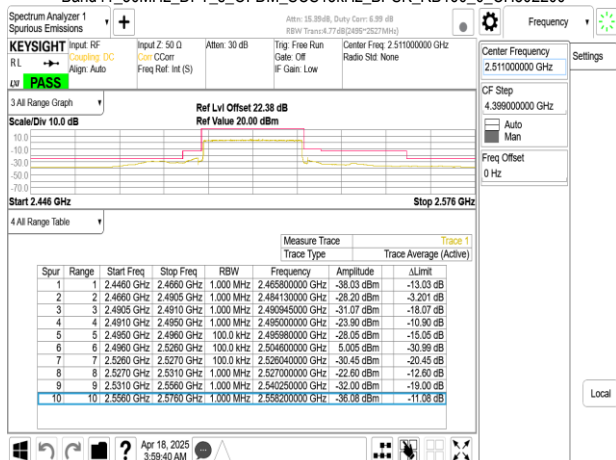 Spectrum Analyzer 1
Spurious Emissions
Attn: 15.39dB, Duty Corr: 6.99 dB
RBW Trans:4.77dB(2495~2527MHz)
Frequency
KEYSIGHT Input: RF Input Z: 50 Ω Atten: 30 dB Trig: Free Run Center Freq: 2.511000000 GHz
RL Coupling: DC Corr CCorr Gate: Off Radio Std: None
Align: Auto Freq Ref: Int (S) IF Gain: Low
LXI PASS
Center Frequency
2.511000000 GHz
Settings
CF Step
4.399000000 GHz
Auto
Man
Freq Offset
0 Hz
3 All Range Graph
Ref Lvl Offset 22.38 dB
Scale/Div 10.0 dB Ref Value 20.00 dBm
10.0
-10.0
-30.0
-50.0
-70.0
Start 2.446 GHz Stop 2.576 GHz
4 All Range Table
Measure Trace Trace 1
Trace Type Trace Average (Active)
Spur Range Start Freq Stop Freq RBW Frequency Amplitude ΔLimit
1 1 2.4460 GHz 2.4660 GHz 1.000 MHz 2.465800000 GHz -38.03 dBm -13.03 dB
2 2 2.4660 GHz 2.4905 GHz 1.000 MHz 2.484130000 GHz -28.20 dBm -3.201 dB
3 3 2.4905 GHz 2.4910 GHz 1.000 MHz 2.490945000 GHz -31.07 dBm -18.07 dB
4 4 2.4910 GHz 2.4950 GHz 1.000 MHz 2.495000000 GHz -23.90 dBm -10.90 dB
5 5 2.4950 GHz 2.4960 GHz 100.0 kHz 2.495980000 GHz -28.05 dBm -15.05 dB
6 6 2.4960 GHz 2.5260 GHz 100.0 kHz 2.504600000 GHz 5.005 dBm -30.99 dB
7 7 2.5260 GHz 2.5270 GHz 100.0 kHz 2.526040000 GHz -30.45 dBm -20.45 dB
8 8 2.5270 GHz 2.5310 GHz 1.000 MHz 2.527000000 GHz -22.60 dBm -12.60 dB
9 9 2.5310 GHz 2.5560 GHz 1.000 MHz 2.540250000 GHz -32.00 dBm -19.00 dB
10 10 2.5560 GHz 2.5760 GHz 1.000 MHz 2.558200000 GHz -36.08 dBm -11.08 dB
Local
Apr 18, 2025
3:59:40 AM